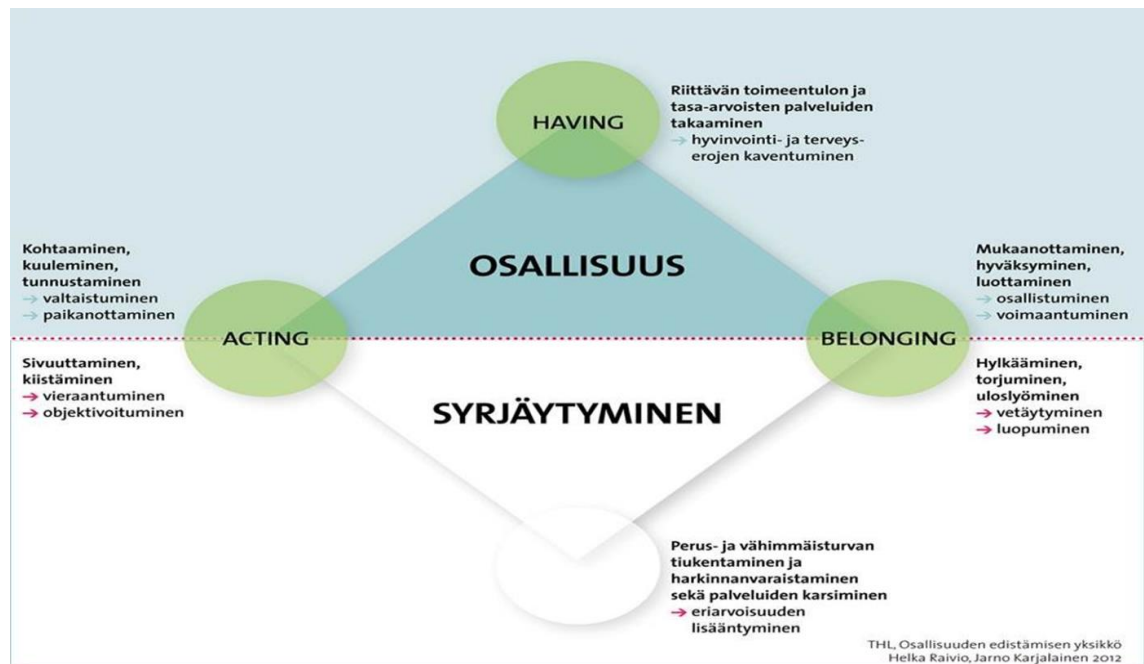 HAVING
Riittävän toimeentulon ja
tasa-arvoisten palveluiden
takaaminen
→ hyvinvointi- ja terveys-
erojen kaventuminen
Kohtaaminen,
kuuleminen,
tunnustaminen
→ valtaistuminen
→ paikanottaminen
OSALLISUUS
Mukaanottaminen,
hyväksyminen,
luottaminen
→ osallistuminen
→ voimaantuminen
ACTING
BELONGING
Sivuuttaminen,
kiistäminen
→ vieraantuminen
→ objektivoituminen
SYRJÄYTYMINEN
Hylkääminen,
torjuminen,
uloslyöminen
→ vetäytyminen
→ luopuminen
Perus- ja vähimmäisturvan
tiukentaminen ja
harkinnanvaraistaminen
sekä palveluiden karsiminen
→ eriarvoisuuden
lisääntyminen
THL, Osallisuuden edistämisen yksikkö
Helka Raivio, Jarno Karjalainen 2012